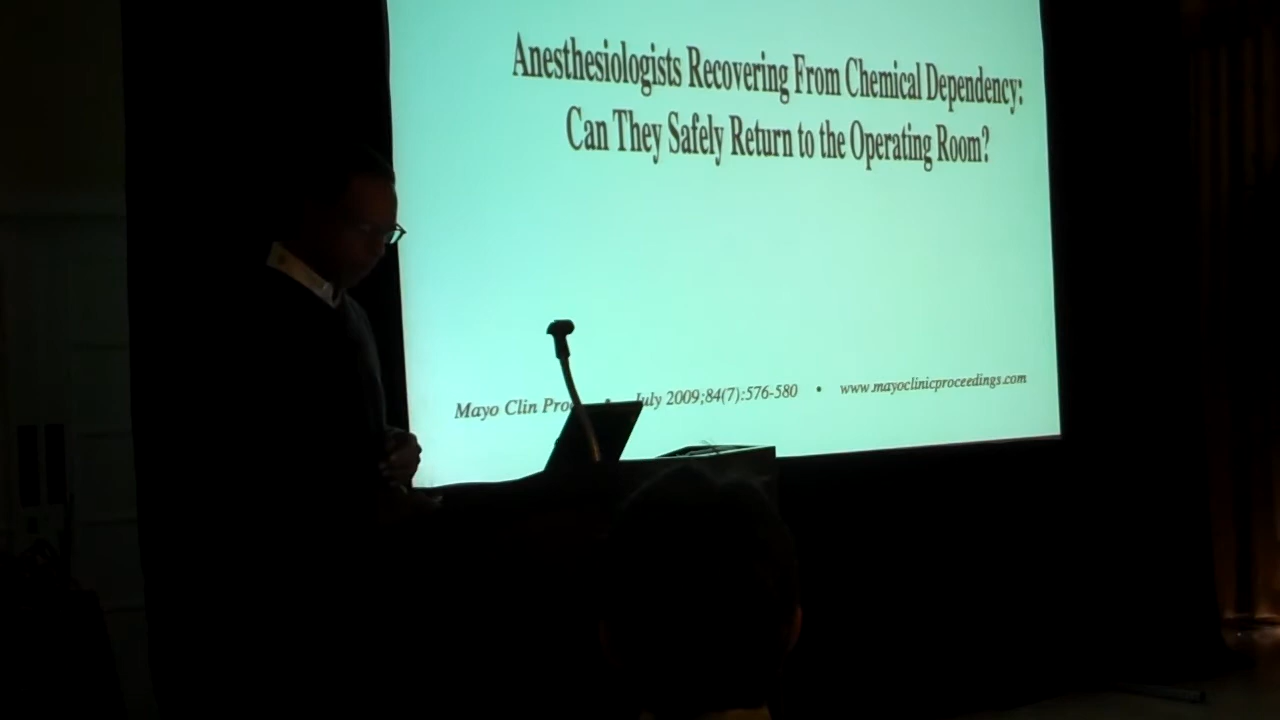 Anesthesiologists Recovering From Chemical Dependency:
Can They Safely Return to the Operating Room?
Mayo Clin • July 2009;84(7):576-580 • www.mayoclinicproceedings.com